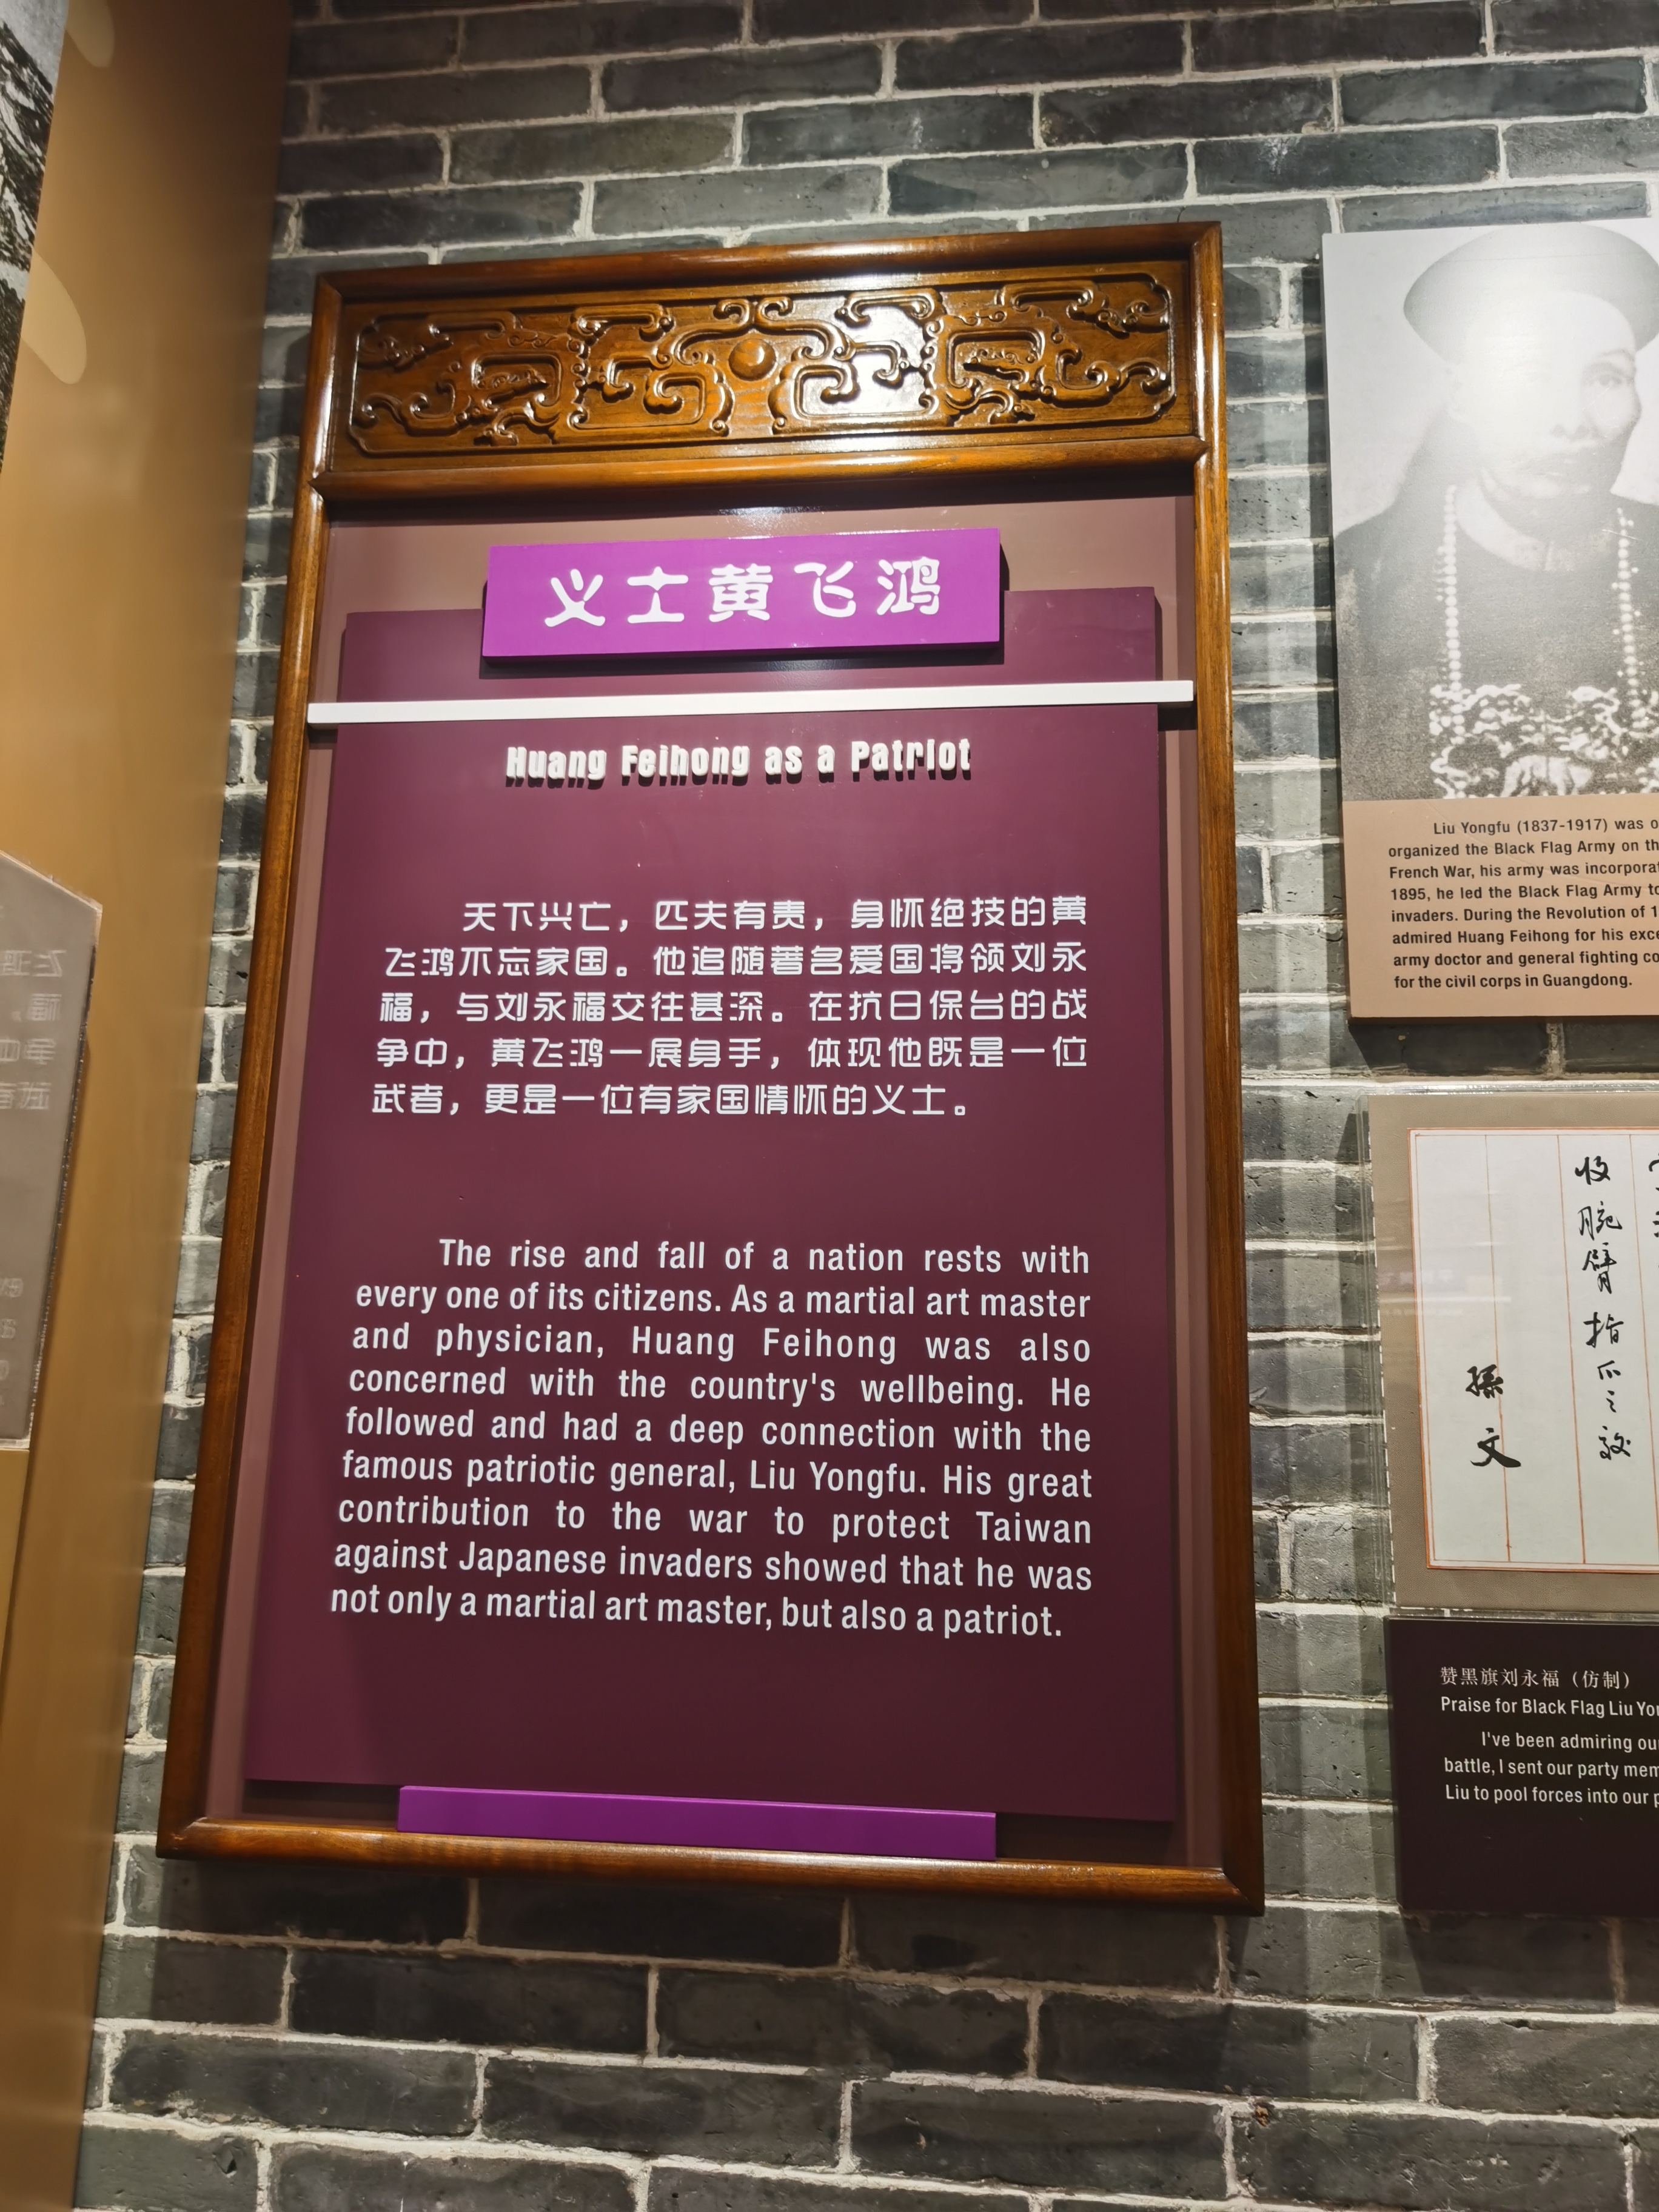 义士黄飞鸿
Huang Feihong as a Patriot
天下兴亡，匹夫有责，身怀绝技的黄
飞鸿不忘家国。他追随著名爱国将领刘永
福，与刘永福交往甚深。在抗日保台的战
争中，黄飞鸿一展身手，体现他既是一位
武者，更是一位有家国情怀的义士。
The rise and fall of a nation rests with
every one of its citizens. As a martial art master
and physician, Huang Feihong was also
concerned with the country's wellbeing. He
followed and had a deep connection with the
famous patriotic general, Liu Yongfu. His great
contribution to the war to protect Taiwan
against Japanese invaders showed that he was
not only a martial art master, but also a patriot.
Liu Yongfu (1837-1917) was
organized the Black Flag Army on
French War, his army was
1895, he led the Black Flag Army
invaders. During the Revolution of
admired Huang Feihong for his
army doctor and general fighting
for the civil corps in Guangdong.
收腕臂指爪之效
孫文
赞黑旗刘永福（仿制）
Praise for Black Flag Liu
I've been admiring
battle, I sent our party
Liu to pool forces into our